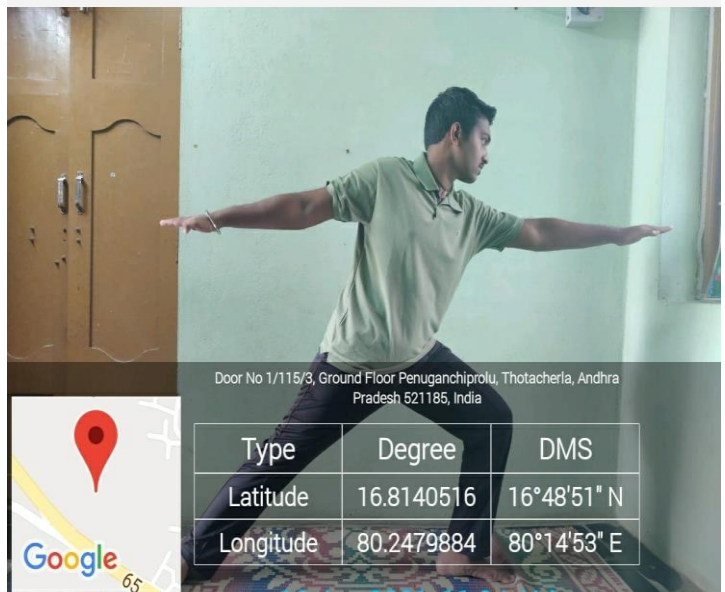 Door No 1/115/3, Ground Floor Penuganchiprolu, Thotacherla, Andhra
Pradesh 521185, India
Type Degree DMS
Latitude 16.8140516 16°48'51" N
Longitude 80.2479884 80°14'53" E
Google
65